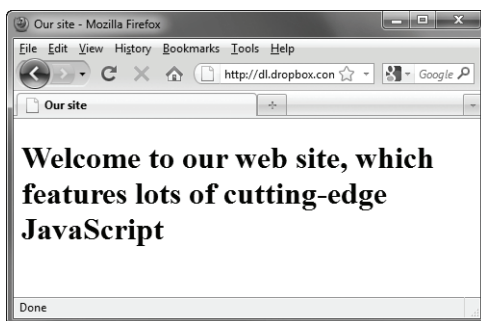 Our site - Mozilla Firefox
File Edit View History Bookmarks Tools Help
http://dl.dropbox.con Google
Our site
Welcome to our web site, which
features lots of cutting-edge
JavaScript
Done